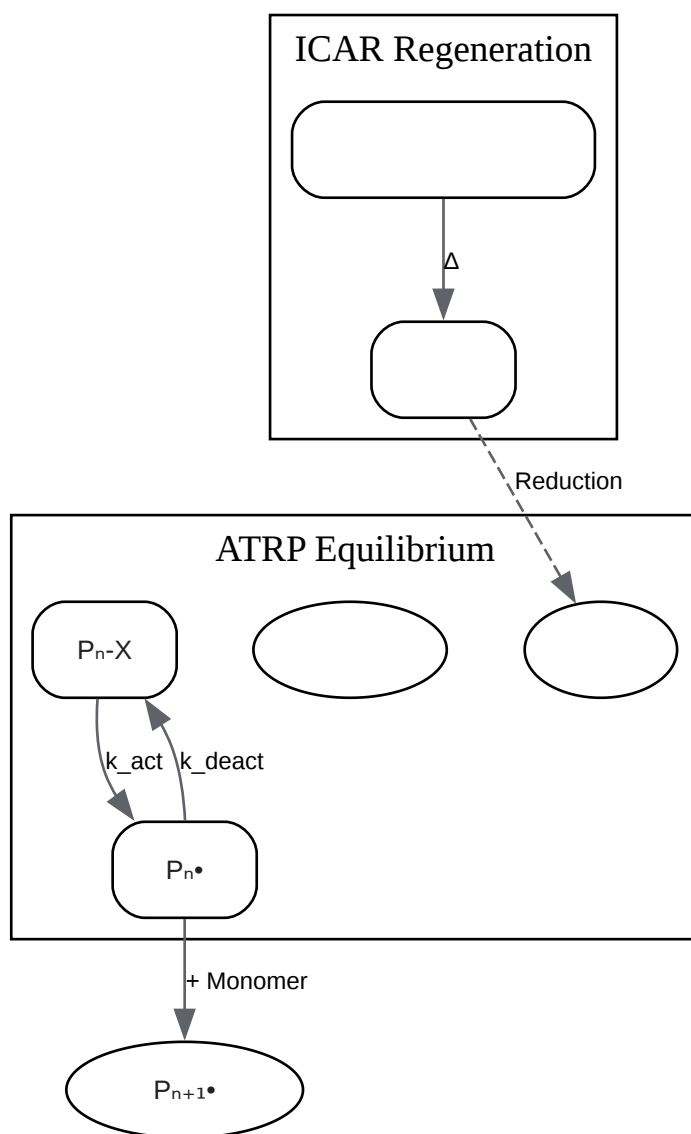 ICAR Regeneration
Δ
Reduction
ATRP Equilibrium
Pₙ-X
k_act
k_deact
Pₙ•
+ Monomer
Pₙ₊₁•